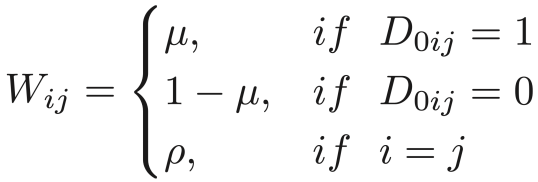 W_{ij} = \begin{cases} \mu, & if \quad D_{0ij} = 1 \\ 1 - \mu, & if \quad D_{0ij} = 0 \\ \rho, & if \quad i = j \end{cases}